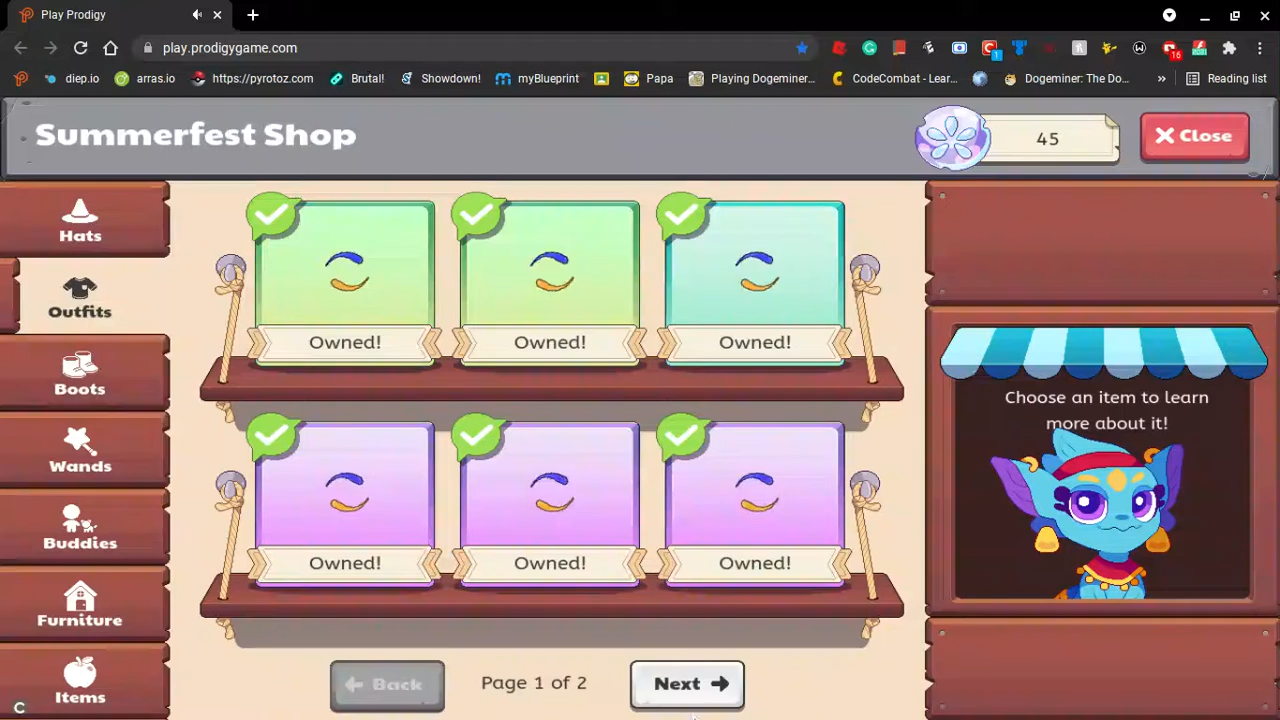 Play Prodigy
play.prodigygame.com
1
16
diep.io
arras.io
https://pyrotoz.com
Brutal!
Showdown!
myBlueprint
Papa
Playing Dogeminer...
CodeCombat - Lear...
Dogeminer: The Do...
»
Reading list
Summerfest Shop
45
Close
Hats
Outfits
Boots
Wands
Buddies
Furniture
Items
Owned!
Owned!
Owned!
Owned!
Owned!
Owned!
Choose an item to learn
more about it!
Back
Page 1 of 2
Next
C